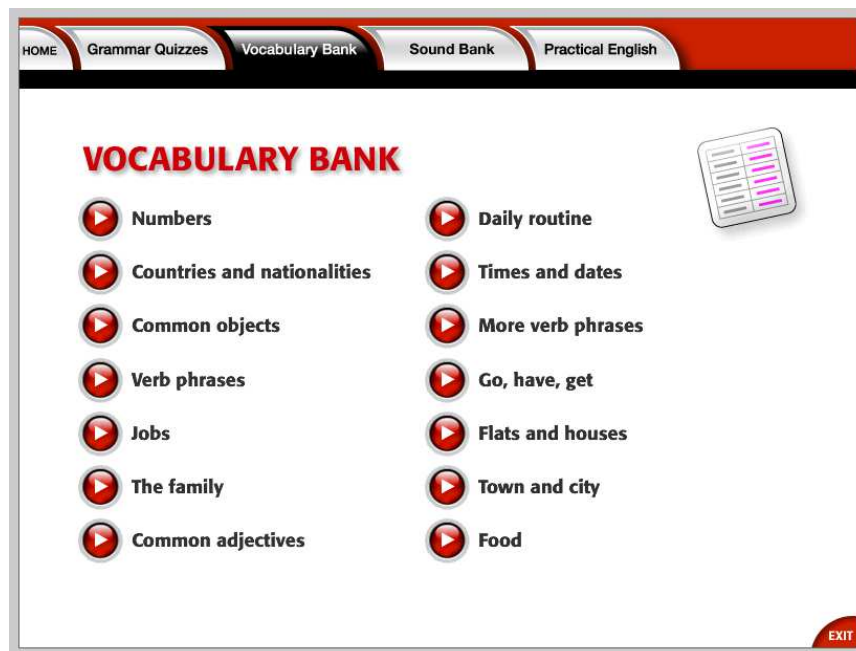 HOME
Grammar Quizzes
Vocabulary Bank
Sound Bank
Practical English
VOCABULARY BANK
Numbers
Countries and nationalities
Common objects
Verb phrases
Jobs
The family
Common adjectives
Daily routine
Times and dates
More verb phrases
Go, have, get
Flats and houses
Town and city
Food
EXIT